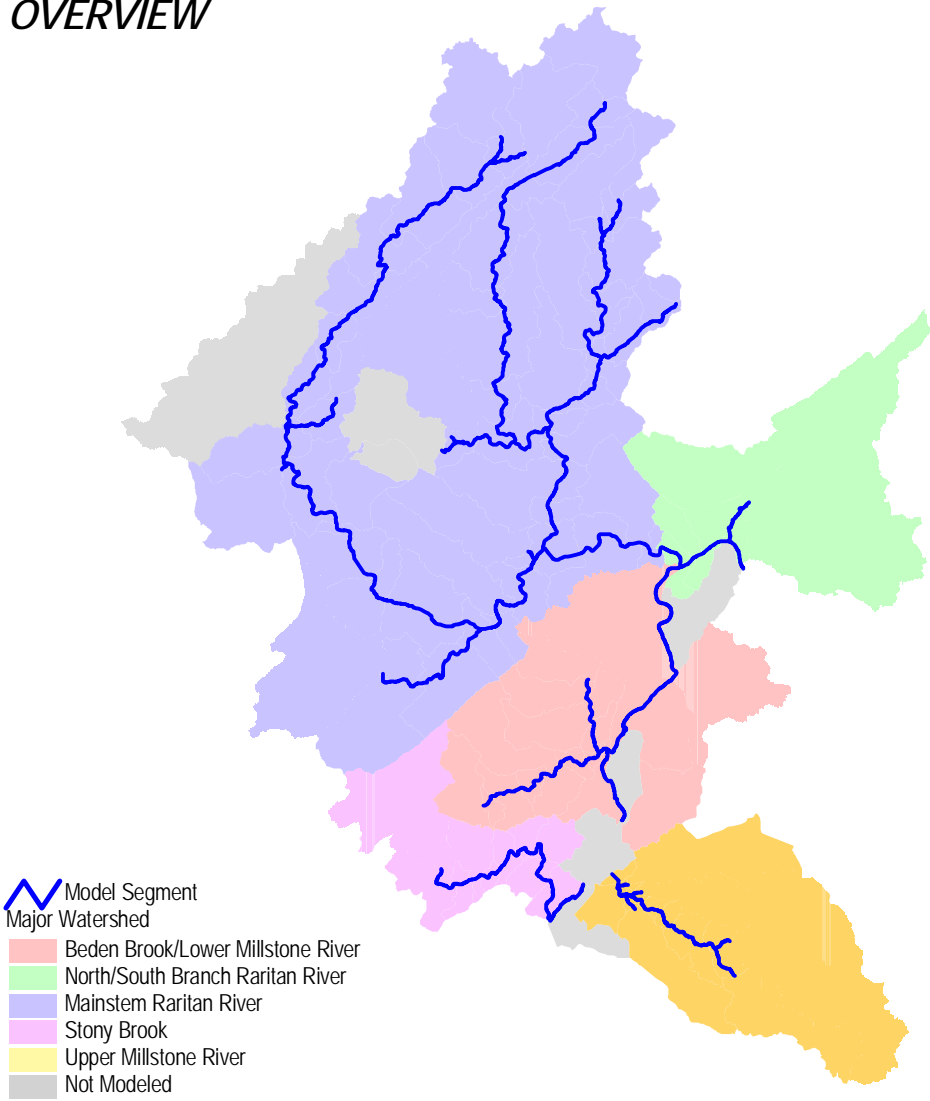 OVERVIEW
Model Segment
Major Watershed
Beden Brook/Lower Millstone River
North/South Branch Raritan River
Mainstem Raritan River
Stony Brook
Upper Millstone River
Not Modeled